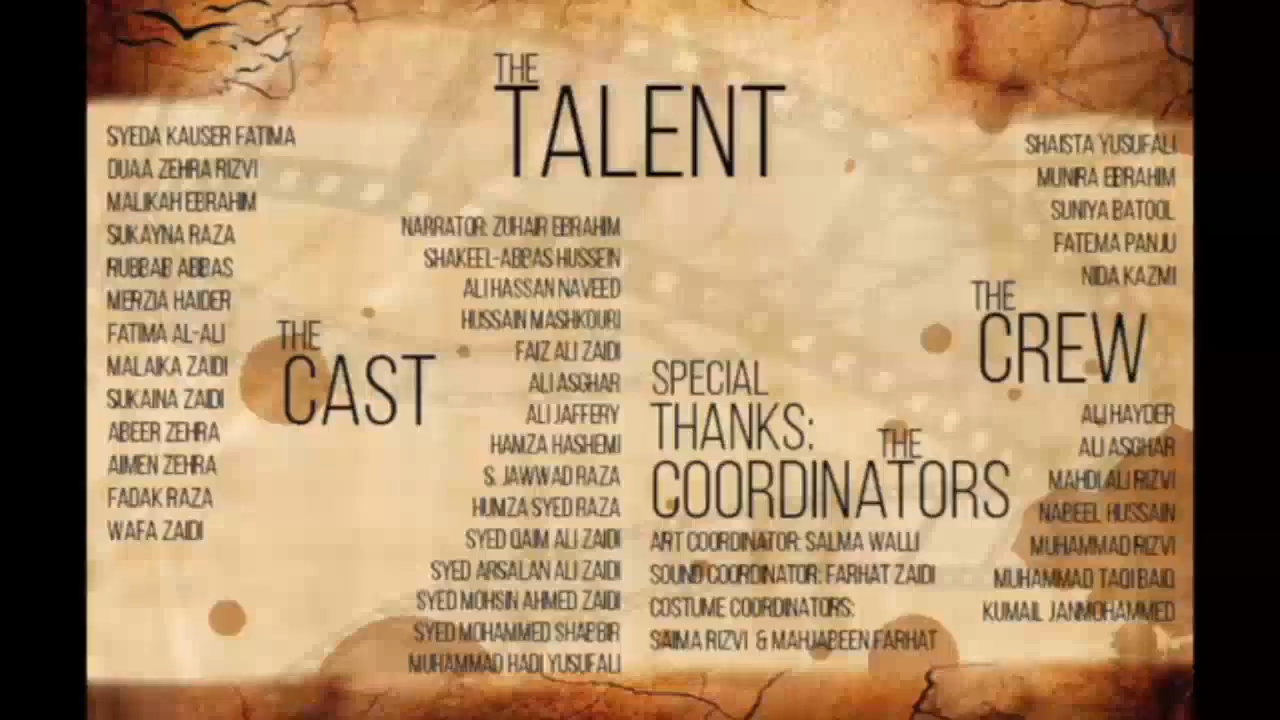 THE
TALENT
SYEDA KAUSER FATIMA
DUAA ZEHRA RIZVI
MALIKAH EBRAHIM
SUKAYNA RAZA
RUBBAB ABBAS
MERZIA HAIDER
FATIMA AL-ALI
MALAIKA ZAIDI
SUKAINA ZAIDI
ABEER ZEHRA
AIMEN ZEHRA
FADAK RAZA
WAFA ZAIDI
THE
CAST
NARRATOR: ZUHAIR EBRAHIM
SHAKEEL-ABBAS HUSSEIN
ALI HASSAN NAVEED
HUSSAIN MASHKOURI
FAIZ ALI ZAIDI
ALI ASGHAR
ALI JAFFERY
HAMZA HASHEMI
S. JAWWAD RAZA
HUMZA SYED RAZA
SYED QAIM ALI ZAIDI
SYED ARSALAN ALI ZAIDI
SYED MOHSIN AHMED ZAIDI
SYED MOHAMMED SHABBIR
MUHAMMAD HADI YUSUFALI
SPECIAL
THANKS:
THE
COORDINATORS
ART COORDINATOR: SALMA WALLI
SOUND COORDINATOR: FARHAT ZAIDI
COSTUME COORDINATORS:
SAIMA RIZVI & MAHJABEEN FARHAT
SHAISTA YUSUFALI
MUNIRA EBRAHIM
SUNIYA BATOOL
FATEMA PANJU
NIDA KAZMI
THE
CREW
ALI HAYDER
ALI ASGHAR
MAHDI ALI RIZVI
NABEEL HUSSAIN
MUHAMMAD RIZVI
MUHAMMAD TAQI BAIG
KUMAIL JANMOHAMMED